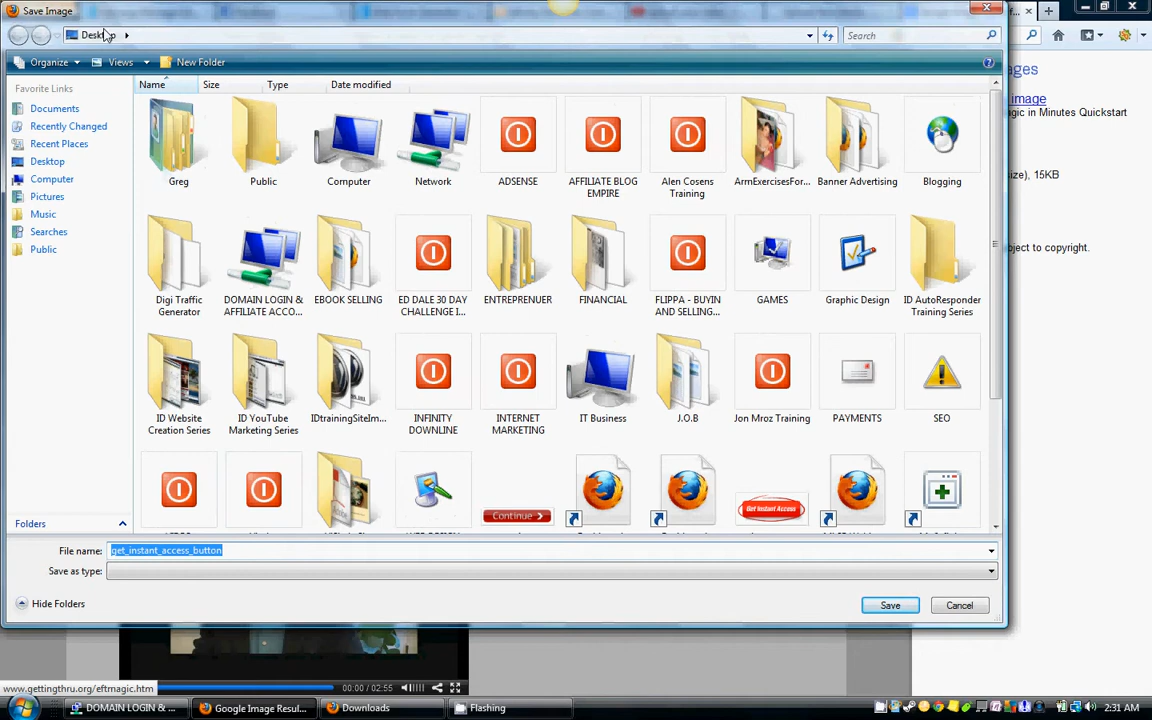 Save Image
f...
Desktop
Search
Organize
Views
New Folder
Favorite Links
Documents
Recently Changed
Recent Places
Desktop
Computer
Pictures
Music
Searches
Public
Folders
Name
Size
Type
Date modified
Greg
Public
Computer
Network
ADSENSE
AFFILIATE BLOG
EMPIRE
Alen Cosens
Training
ArmExercisesFor...
Banner Advertising
Blogging
Digi Traffic
Generator
DOMAIN LOGIN &
AFFILIATE ACCO...
EBOOK SELLING
ED DALE 30 DAY
CHALLENGE I...
ENTREPRENUER
FINANCIAL
FLIPPA - BUYIN
AND SELLING...
GAMES
Graphic Design
ID AutoResponder
Training Series
ID Website
Creation Series
ID YouTube
Marketing Series
IDtrainingSiteIm...
INFINITY
DOWNLINE
INTERNET
MARKETING
IT Business
J.O.B
Jon Mroz Training
PAYMENTS
SEO
Continue
Get Instant Access
File name:
get_instant_access_button
Save as type:
Hide Folders
Save
Cancel
ages
image
agic in Minutes Quickstart
size), 15KB
bject to copyright.
00:00 / 02:55
www.gettingthru.org/eftmagic.htm
DOMAIN LOGIN & ...
Google Image Resul...
Downloads
Flashing
2:31 AM